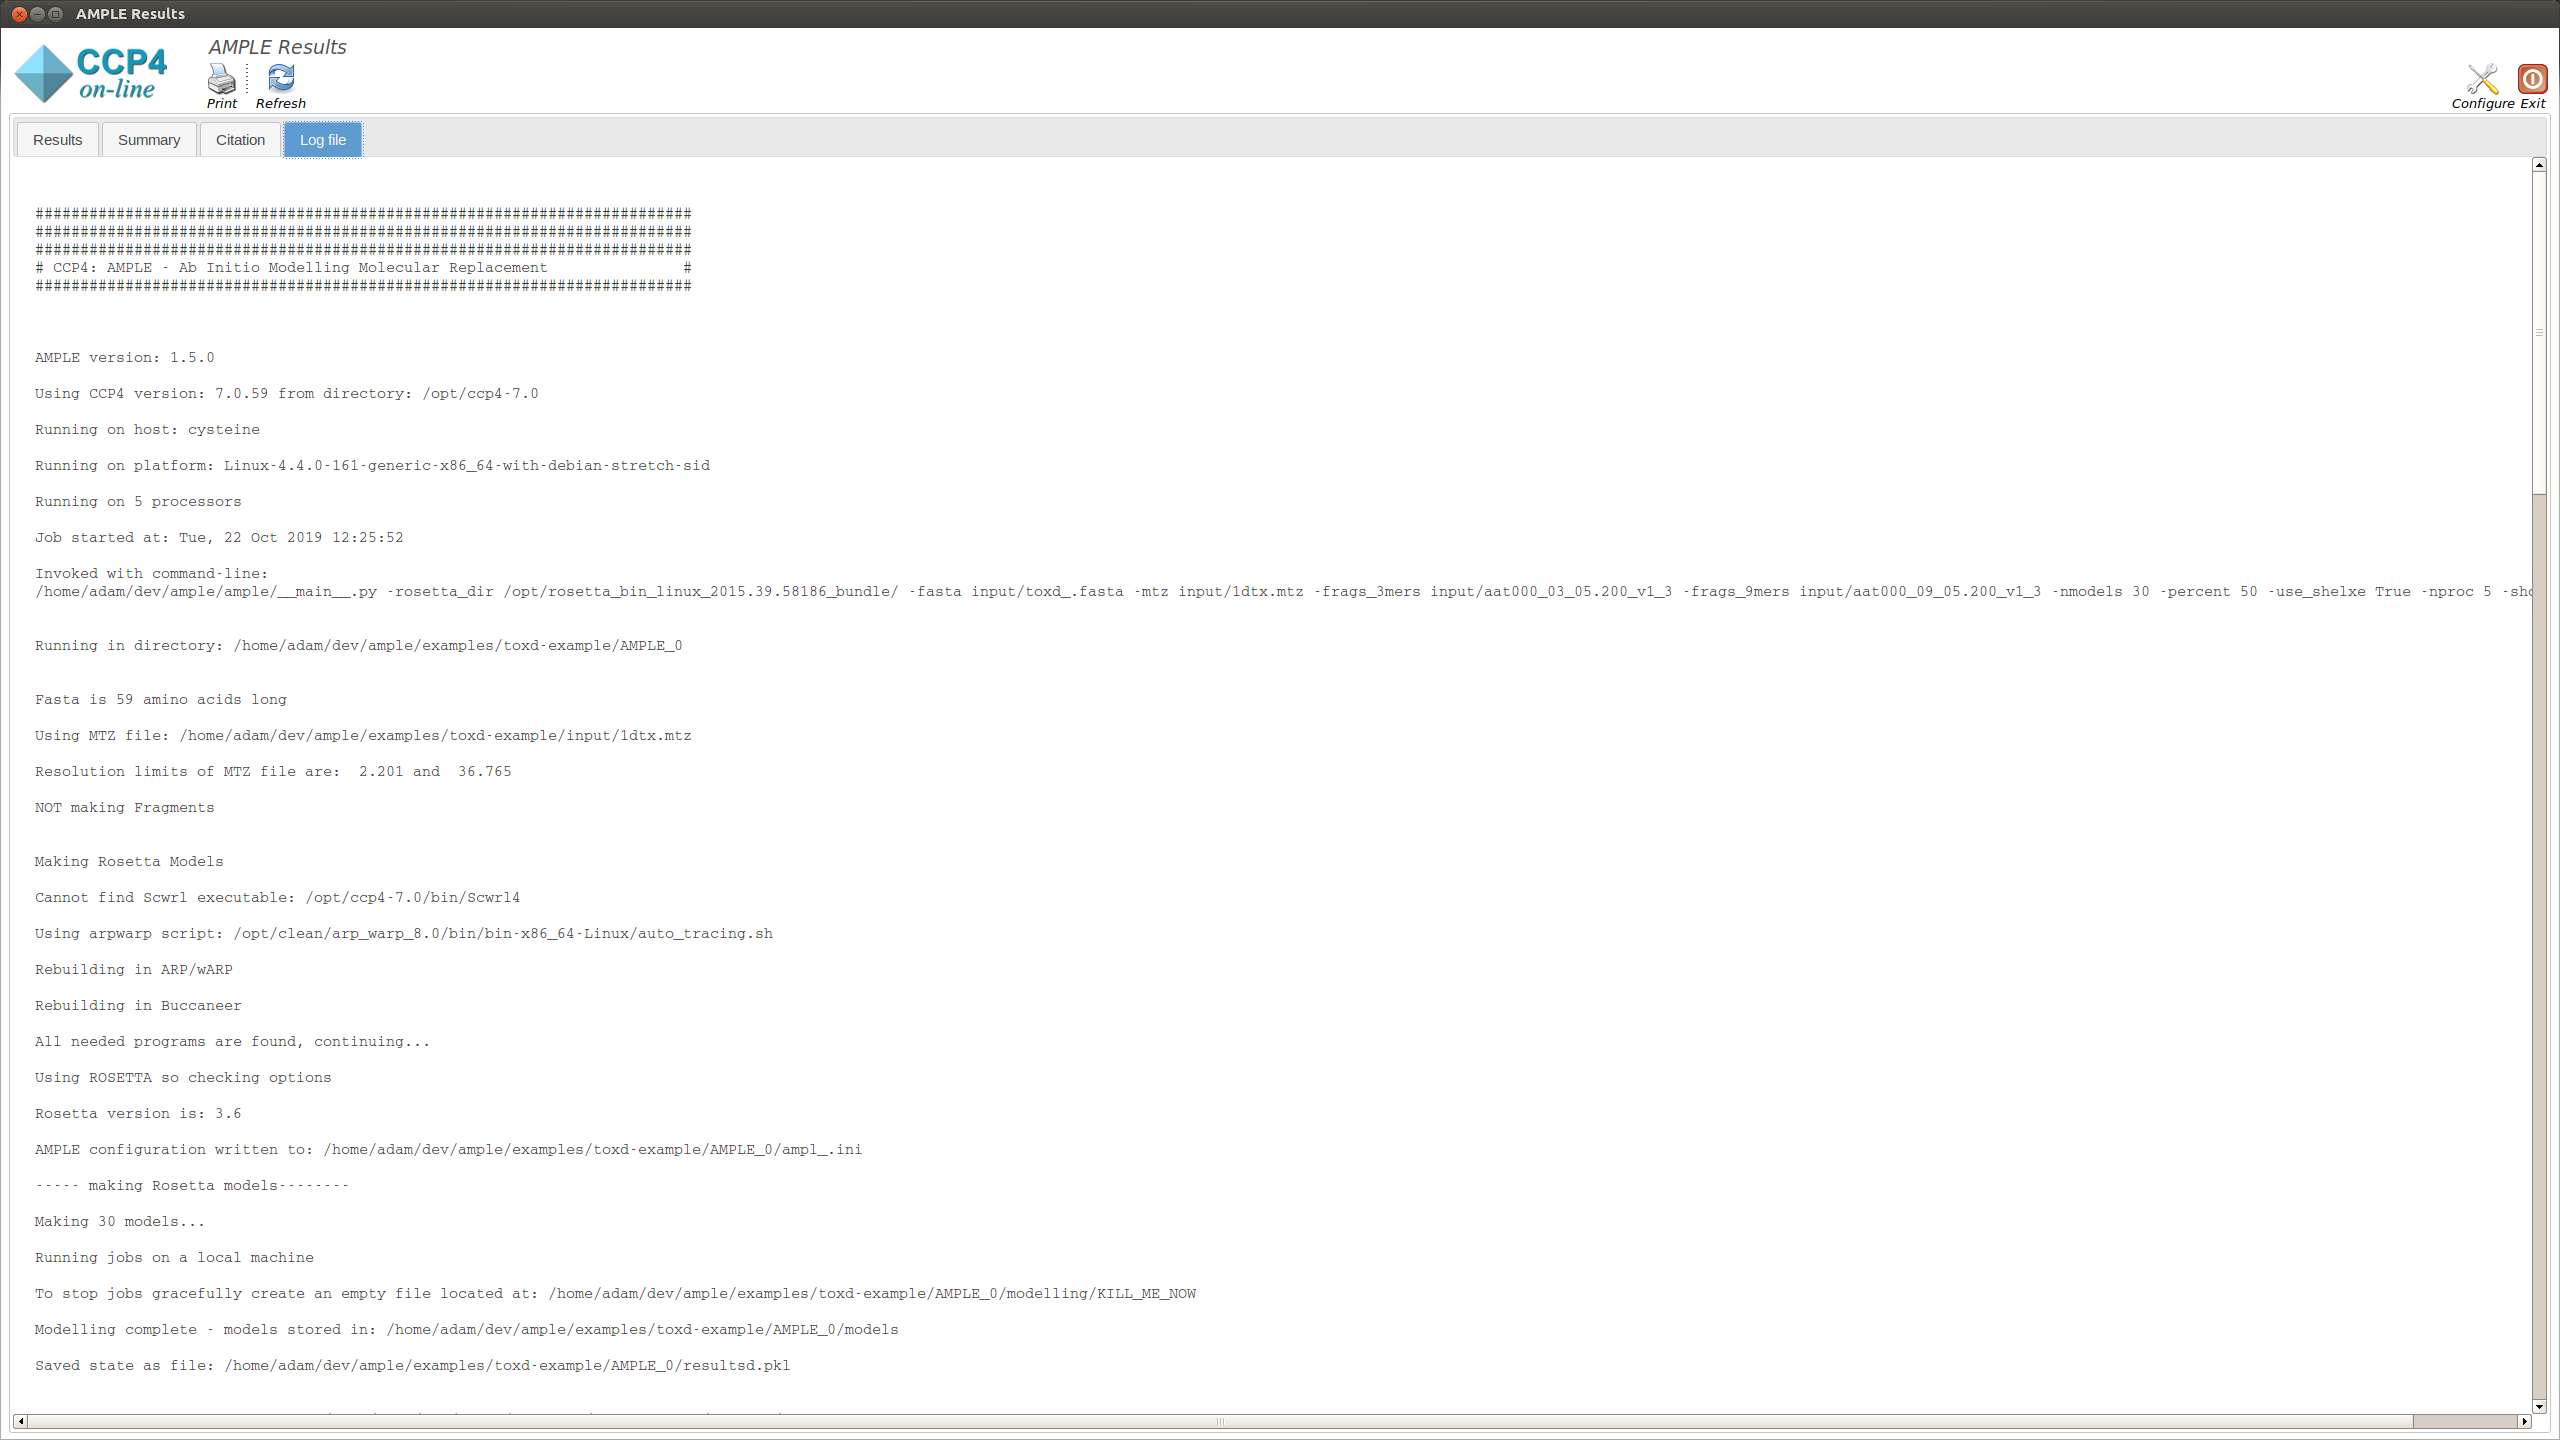 AMPLE Results
CCP4
on-line
AMPLE Results
Print
Refresh
Configure
Exit
Results
Summary
Citation
Log file
#########################################################################
#########################################################################
#########################################################################
# CCP4: AMPLE - Ab Initio Modelling Molecular Replacement               #
#########################################################################
AMPLE version: 1.5.0
Using CCP4 version: 7.0.59 from directory: /opt/ccp4-7.0
Running on host: cysteine
Running on platform: Linux-4.4.0-161-generic-x86_64-with-debian-stretch-sid
Running on 5 processors
Job started at: Tue, 22 Oct 2019 12:25:52
Invoked with command-line:
/home/adam/dev/ample/ample/__main__.py -rosetta_dir /opt/rosetta_bin_linux_2015.39.58186_bundle/ -fasta input/toxd_.fasta -mtz input/1dtx.mtz -frags_3mers input/aat000_03_05.200_v1_3 -frags_9mers input/aat000_09_05.200_v1_3 -nmodels 30 -percent 50 -use_shelxe True -nproc 5
Running in directory: /home/adam/dev/ample/examples/toxd-example/AMPLE_0
Fasta is 59 amino acids long
Using MTZ file: /home/adam/dev/ample/examples/toxd-example/input/1dtx.mtz
Resolution limits of MTZ file are:  2.201 and  36.765
NOT making Fragments
Making Rosetta Models
Cannot find Scwrl executable: /opt/ccp4-7.0/bin/Scwrl4
Using arpwarp script: /opt/clean/arp_warp_8.0/bin/bin-x86_64-Linux/auto_tracing.sh
Rebuilding in ARP/wARP
Rebuilding in Buccaneer
All needed programs are found, continuing...
Using ROSETTA so checking options
Rosetta version is: 3.6
AMPLE configuration written to: /home/adam/dev/ample/examples/toxd-example/AMPLE_0/ampl_.ini
----- making Rosetta models--------
Making 30 models...
Running jobs on a local machine
To stop jobs gracefully create an empty file located at: /home/adam/dev/ample/examples/toxd-example/AMPLE_0/modelling/KILL_ME_NOW
Modelling complete - models stored in: /home/adam/dev/ample/examples/toxd-example/AMPLE_0/models
Saved state as file: /home/adam/dev/ample/examples/toxd-example/AMPLE_0/resultsd.pkl